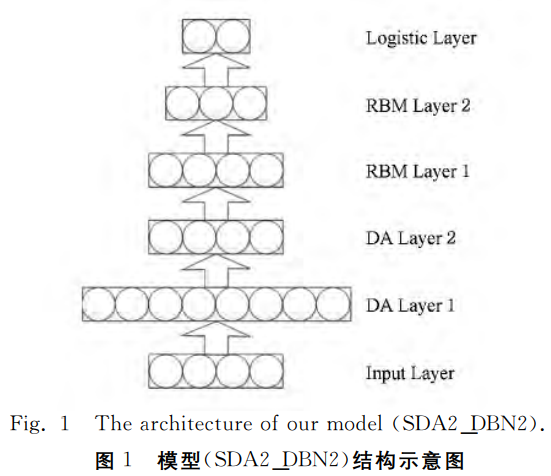 Logistic Layer
RBM Layer 2
RBM Layer 1
DA Layer 2
DA Layer 1
Input Layer
Fig. 1 The architecture of our model (SDA2_DBN2).
图 1 模型(SDA2_DBN2)结构示意图